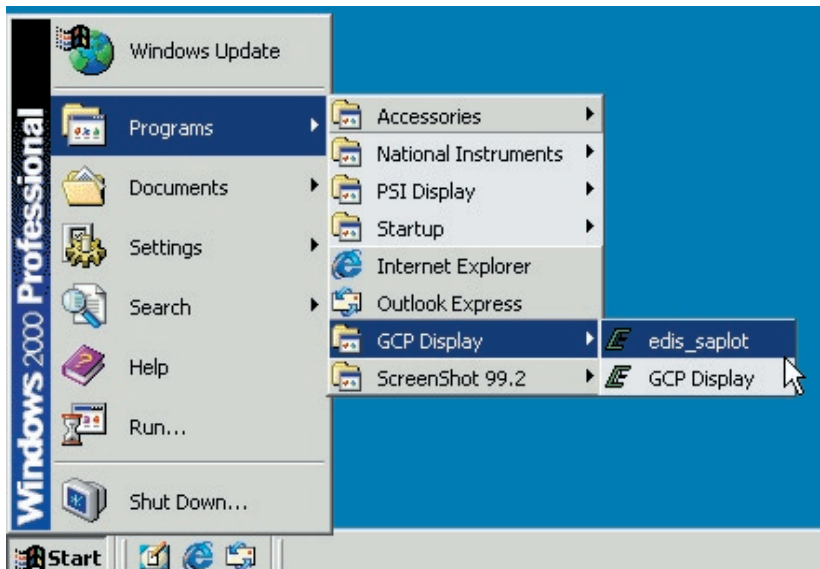 Windows 2000 Professional
Windows Update
Programs
Documents
Settings
Search
Help
Run...
Shut Down...
Accessories
National Instruments
PSI Display
Startup
Internet Explorer
Outlook Express
GCP Display
ScreenShot 99.2
edis_saplot
GCP Display
Start